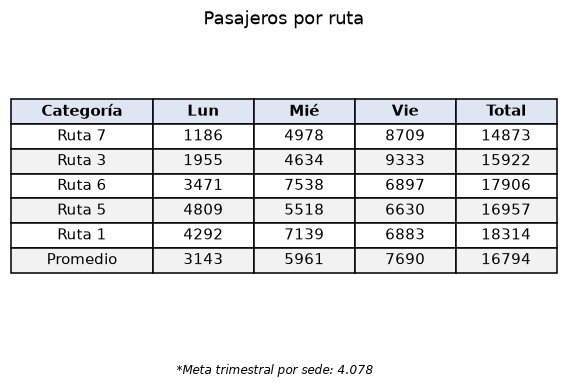 Pasajeros por ruta
Categoría Lun Mié Vie Total
Ruta 7 1186 4978 8709 14873
Ruta 3 1955 4634 9333 15922
Ruta 6 3471 7538 6897 17906
Ruta 5 4809 5518 6630 16957
Ruta 1 4292 7139 6883 18314
Promedio 3143 5961 7690 16794
*Meta trimestral por sede: 4.078